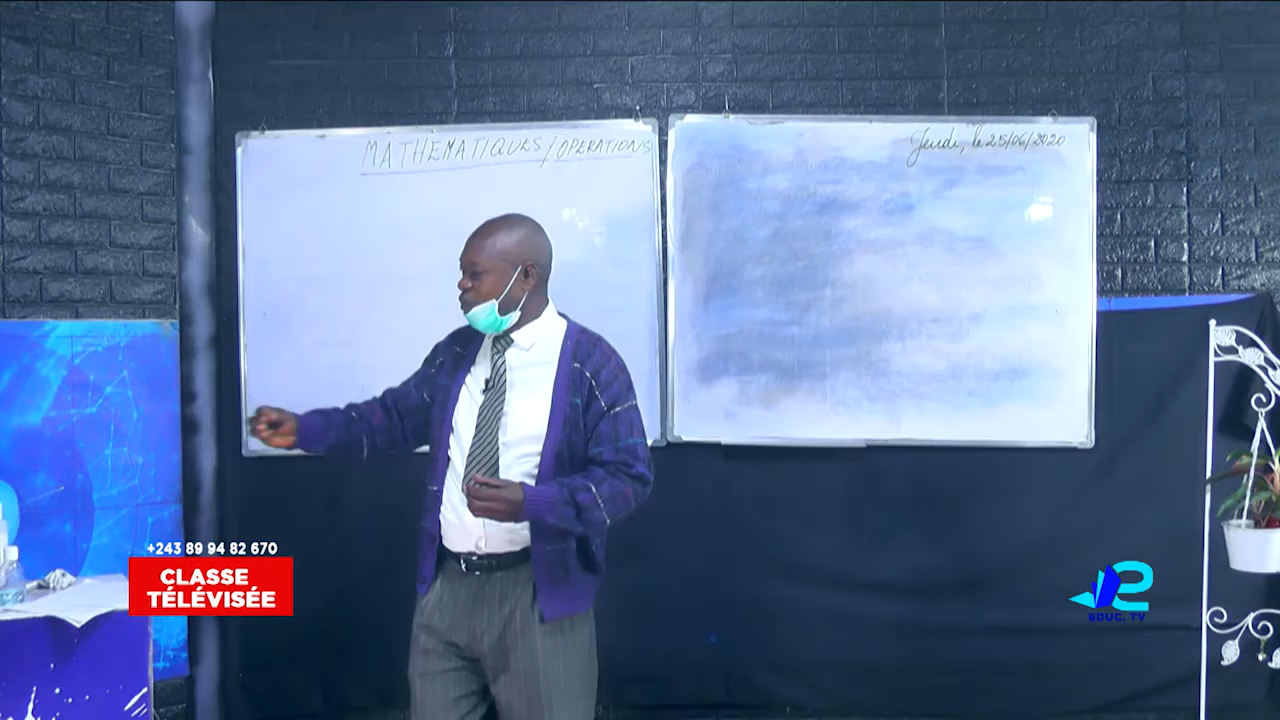 MATHEMATIQUES/OPERATIONS
Jeudi, le 25/06/2020
+243 89 94 82 670
CLASSE
TÉLÉVISÉE
EDUC. TV